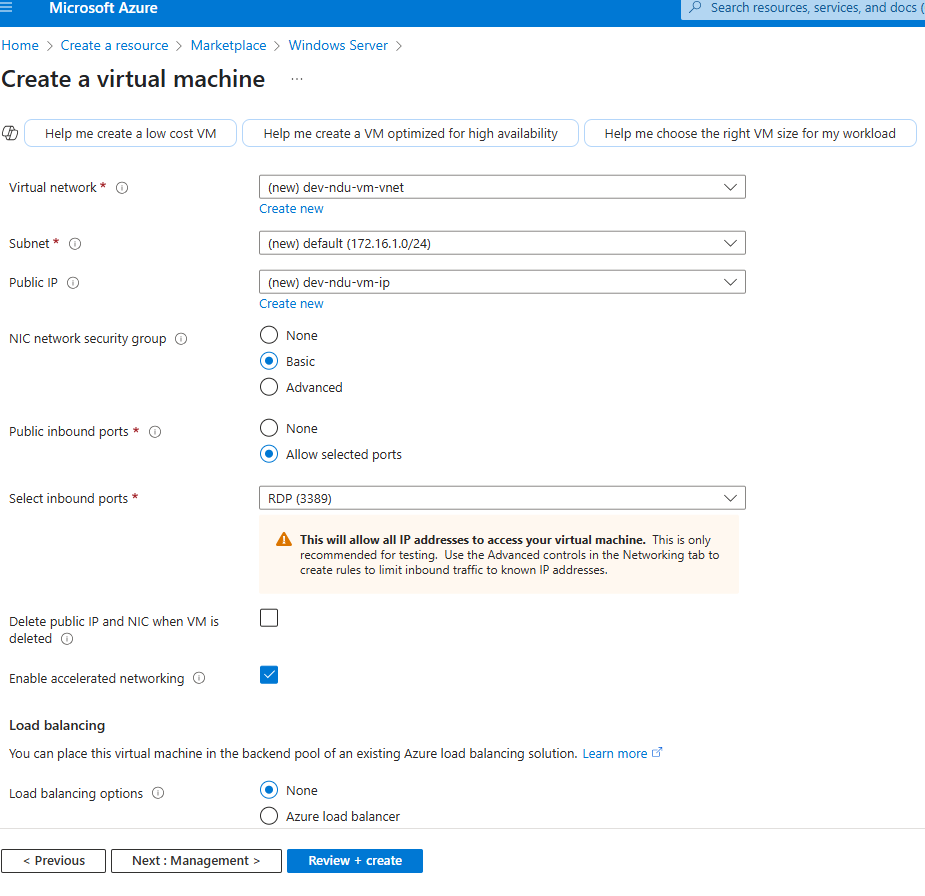 Microsoft Azure
Search resources, services, and docs (
Home > Create a resource > Marketplace > Windows Server >
Create a virtual machine ...
Help me create a low cost VM
Help me create a VM optimized for high availability
Help me choose the right VM size for my workload
Virtual network *
(new) dev-ndu-vm-vnet
Create new
Subnet *
(new) default (172.16.1.0/24)
Public IP
(new) dev-ndu-vm-ip
Create new
NIC network security group
None
Basic
Advanced
Public inbound ports *
None
Allow selected ports
Select inbound ports *
RDP (3389)
This will allow all IP addresses to access your virtual machine. This is only
recommended for testing. Use the Advanced controls in the Networking tab to
create rules to limit inbound traffic to known IP addresses.
Delete public IP and NIC when VM is
deleted
Enable accelerated networking
Load balancing
You can place this virtual machine in the backend pool of an existing Azure load balancing solution. Learn more
Load balancing options
None
Azure load balancer
< Previous
Next : Management >
Review + create